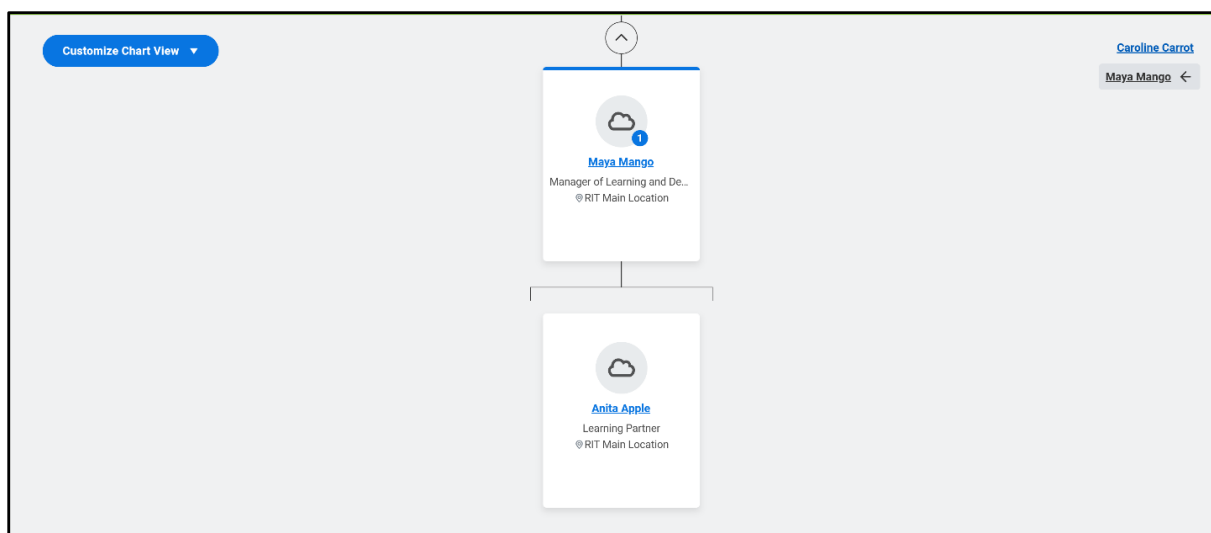 Customize Chart View
Caroline Carrot
Maya Mango
1
Maya Mango
Manager of Learning and De...
RIT Main Location
Anita Apple
Learning Partner
RIT Main Location